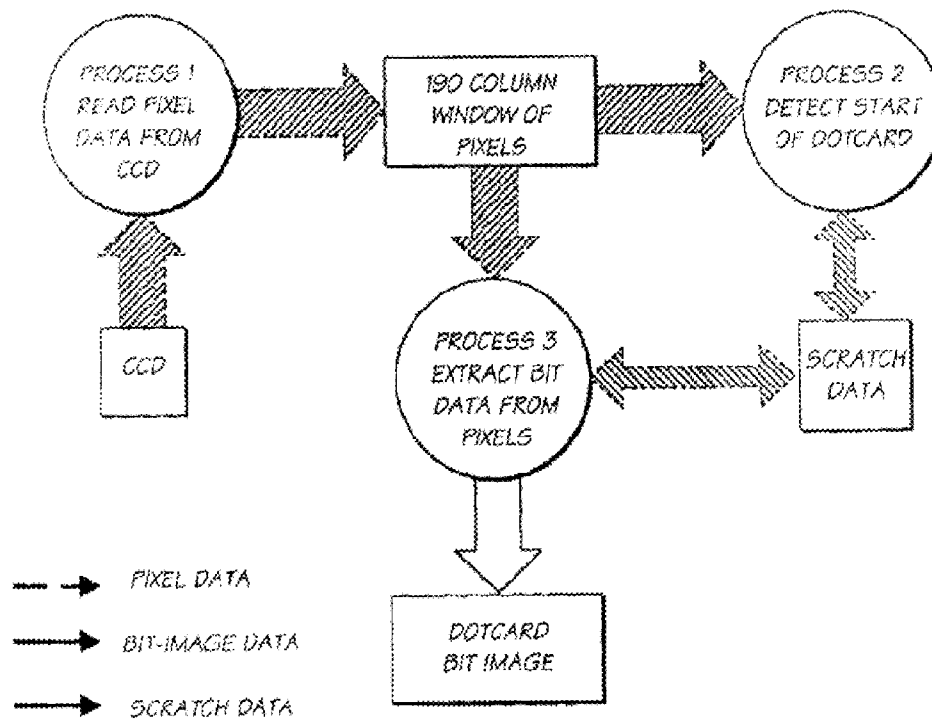 PROCESS 1
READ PIXEL
DATA FROM
CCD
190 COLUMN
WINDOW OF
PIXELS
PROCESS 2
DETECT START
OF DOTCARD
CCD
PROCESS 3
EXTRACT BIT
DATA FROM
PIXELS
SCRATCH
DATA
DOTCARD
BIT IMAGE
PIXEL DATA
BIT-IMAGE DATA
SCRATCH DATA